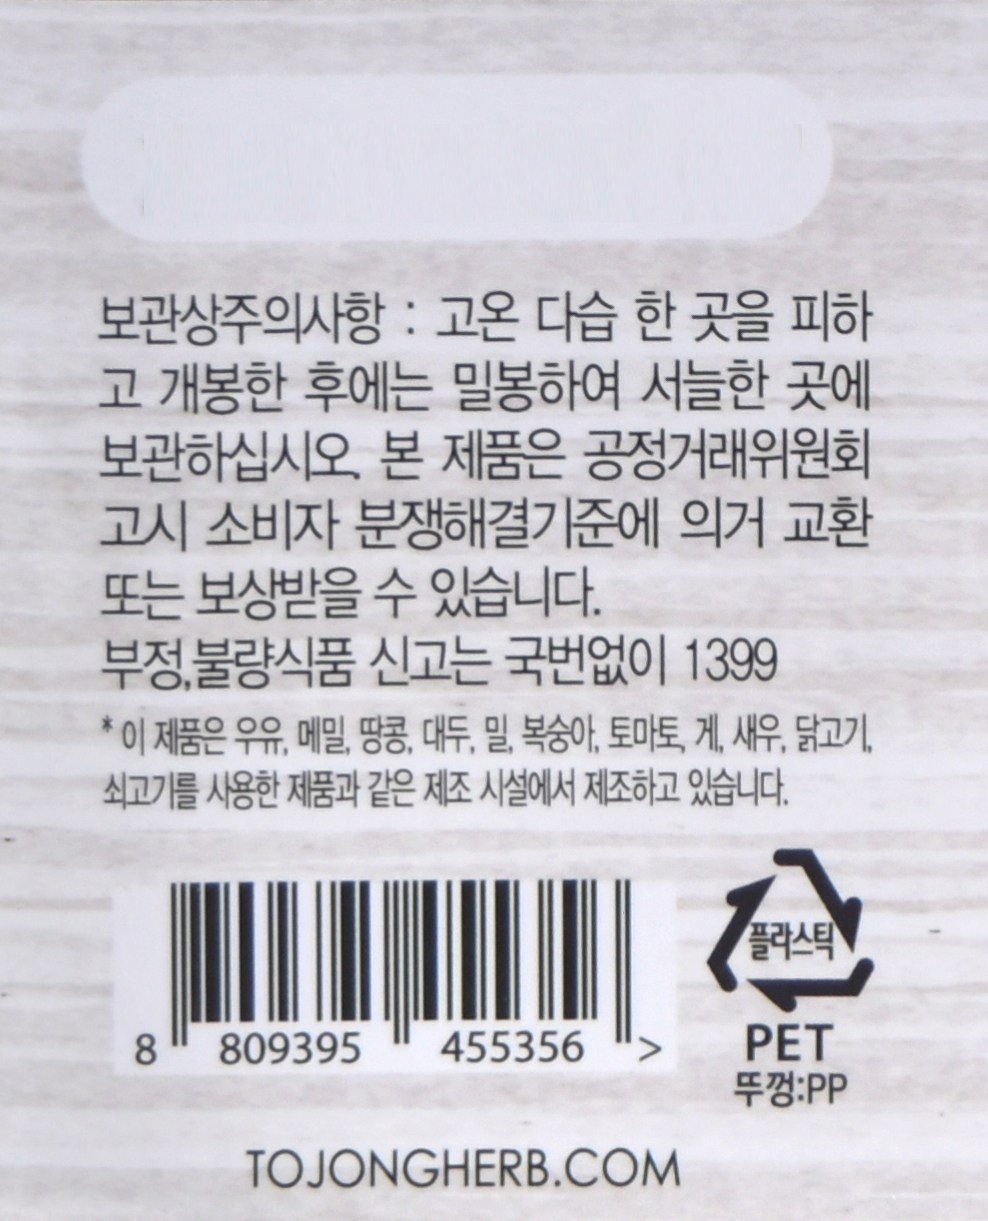 보관상주의사항 : 고온 다습 한 곳을 피하
고 개봉한 후에는 밀봉하여 서늘한 곳에
보관하십시오. 본 제품은 공정거래위원회
고시 소비자 분쟁해결기준에 의거 교환
또는 보상받을 수 있습니다.
부정,불량식품 신고는 국번없이 1399
* 이 제품은 우유, 메밀, 땅콩, 대두, 밀, 복숭아, 토마토, 게, 새우, 닭고기,
쇠고기를 사용한 제품과 같은 제조 시설에서 제조하고 있습니다.
플라스틱
8 809395 455356 >
PET
뚜껑:PP
TOJONGHERB.COM